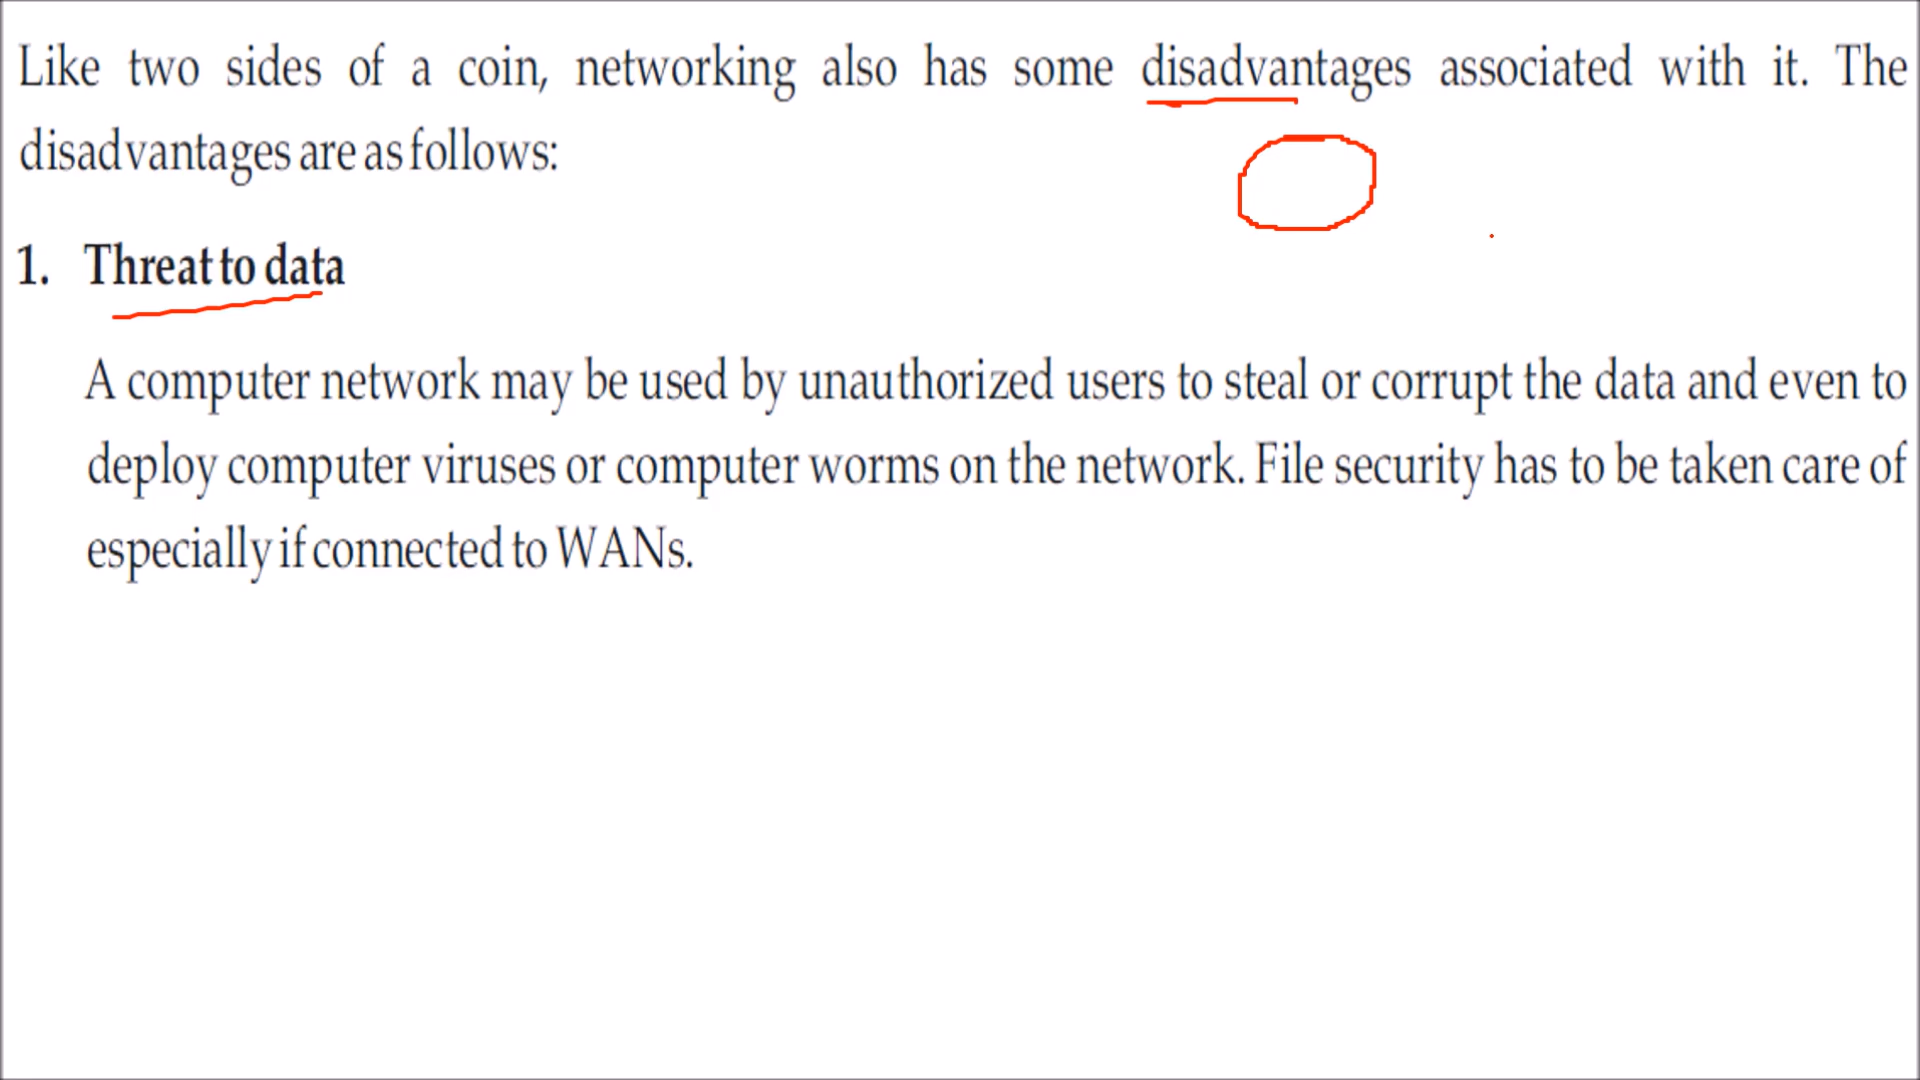 Like two sides of a coin, networking also has some disadvantages associated with it. The
disadvantages are as follows:
1. Threat to data
A computer network may be used by unauthorized users to steal or corrupt the data and even to
deploy computer viruses or computer worms on the network. File security has to be taken care of
especially if connected to WANs.